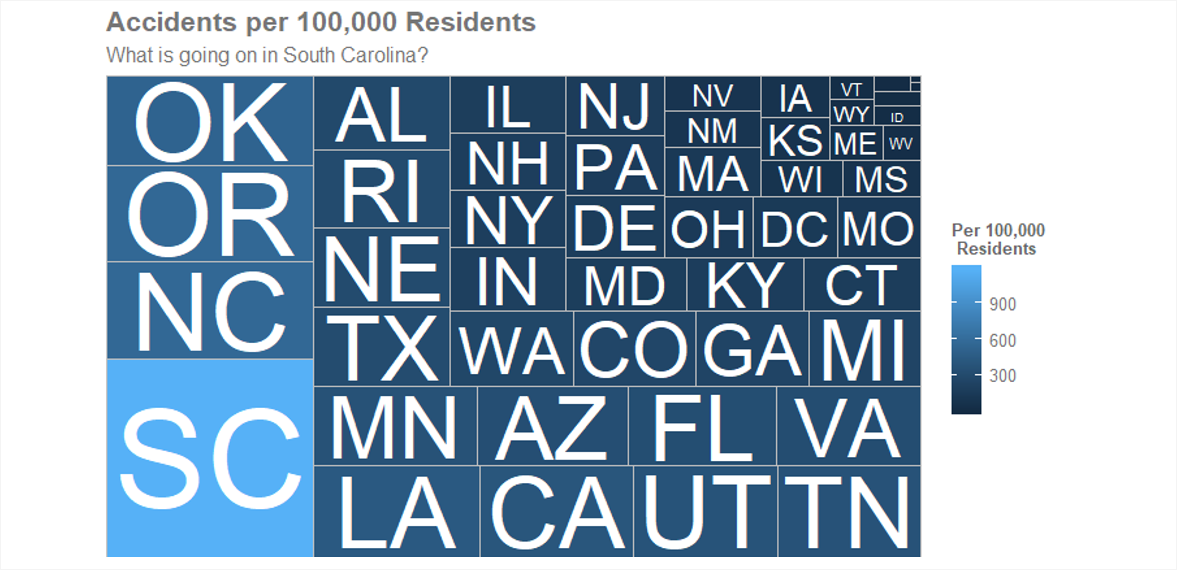 Accidents per 100,000 Residents
What is going on in South Carolina?
OK
OR
NC
SC
AL
RI
NE
TX
MN
AZ
FL
VA
LA
CA
UT
TN
IL
NH
NY
IN
WA
CO
GA
MI
NJ
PA
DE
MD
KY
CT
NV
NM
MA
OH
DC
MO
IA
KS
WI
MS
VT
WY
ME
WV
ID
Per 100,000
Residents
900
600
300